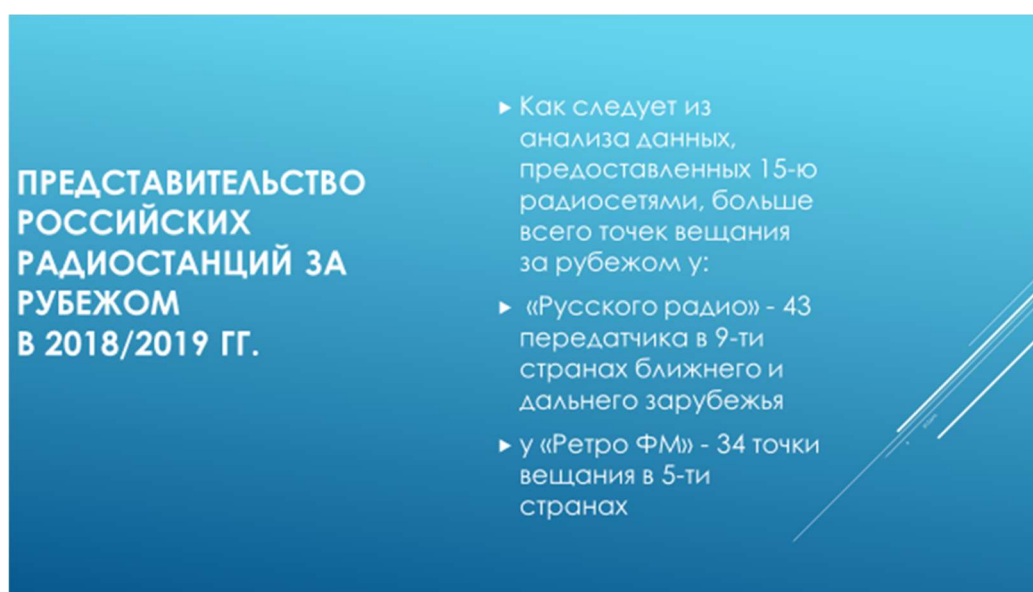 ПРЕДСТАВИТЕЛЬСТВО
РОССИЙСКИХ
РАДИОСТАНЦИЙ ЗА
РУБЕЖОМ
В 2018/2019 ГГ.
Как следует из
анализа данных,
предоставленных 15-ю
радиосетями, больше
всего точек вещания
за рубежом у:
«Русского радио» - 43
передатчика в 9-ти
странах ближнего и
дальнего зарубежья
у «Ретро ФМ» - 34 точки
вещания в 5-ти
странах